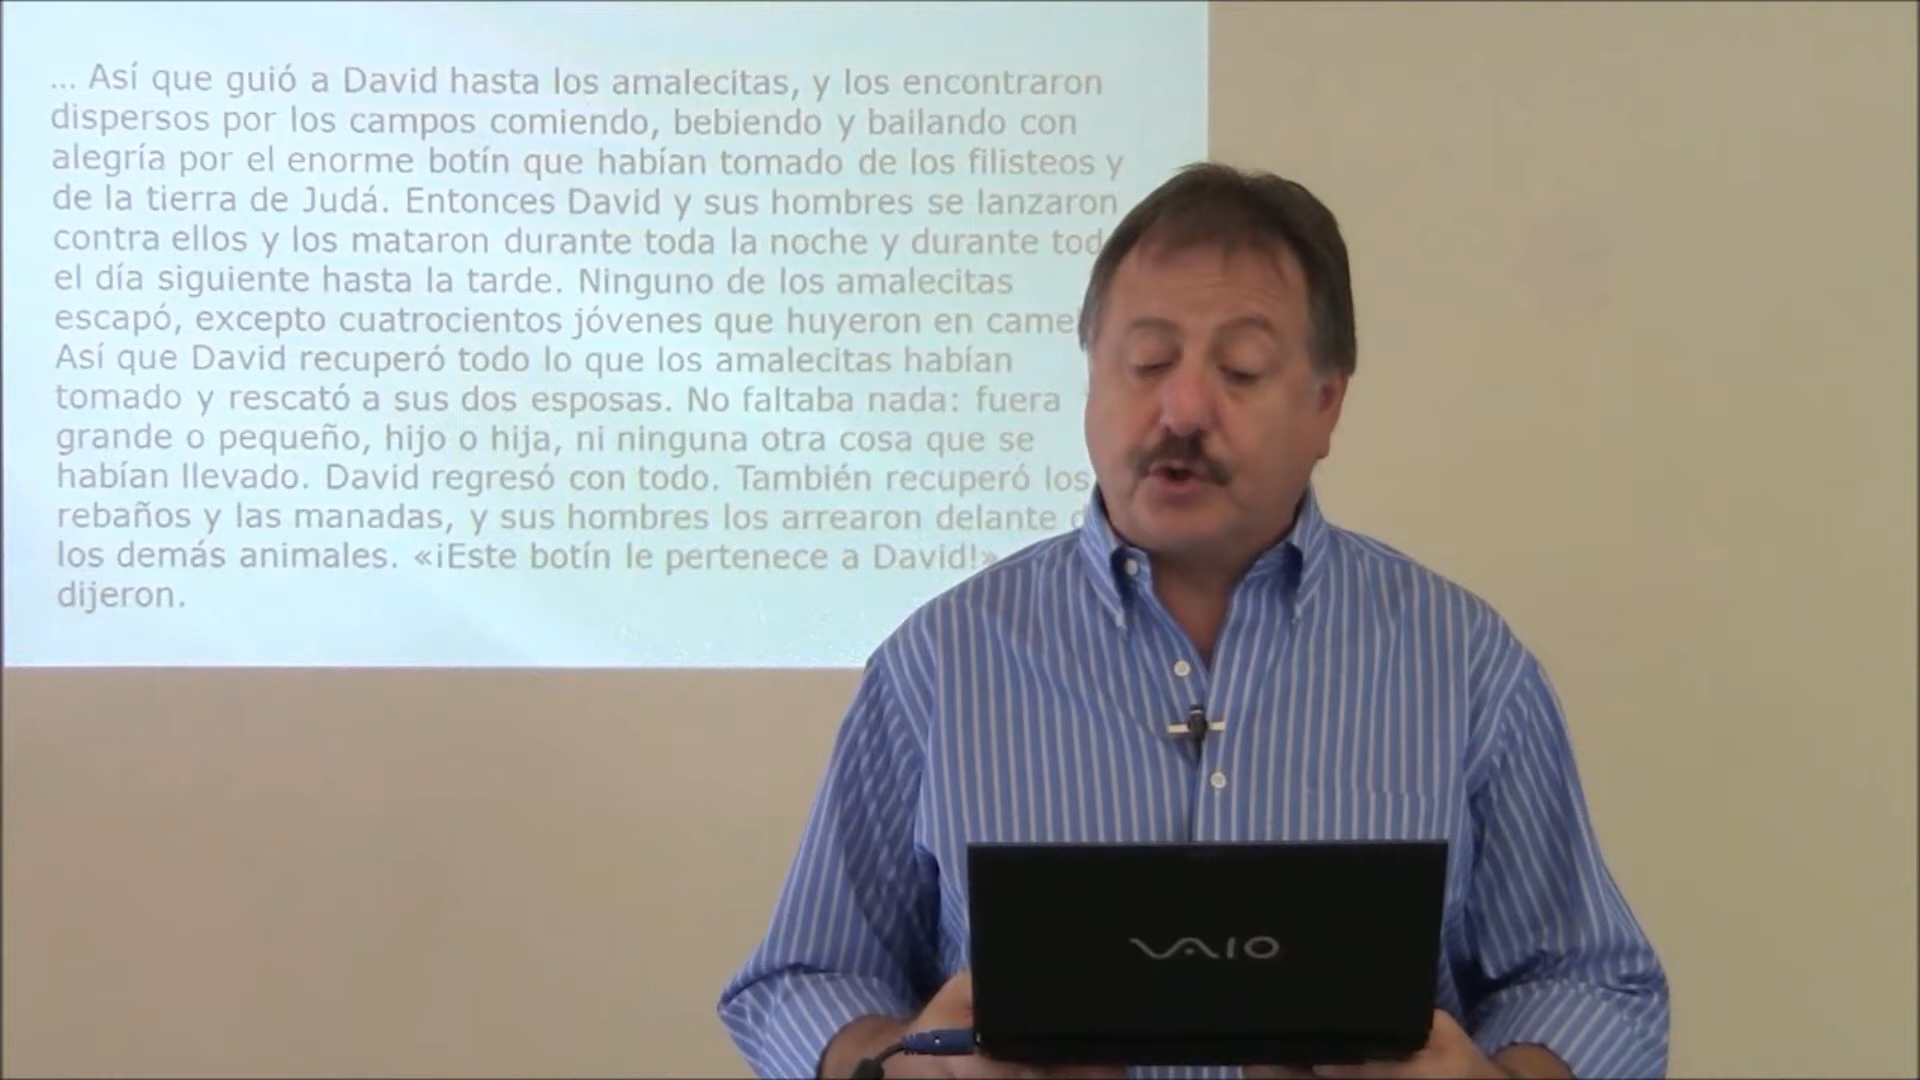 ... Así que guió a David hasta los amalecitas, y los encontraron
dispersos por los campos comiendo, bebiendo y bailando con
alegría por el enorme botín que habían tomado de los filisteos y
de la tierra de Judá. Entonces David y sus hombres se lanzaron
contra ellos y los mataron durante toda la noche y durante tod
el día siguiente hasta la tarde. Ninguno de los amalecitas
escapó, excepto cuatrocientos jóvenes que huyeron en came
Así que David recuperó todo lo que los amalecitas habían
tomado y rescató a sus dos esposas. No faltaba nada: fuera
grande o pequeño, hijo o hija, ni ninguna otra cosa que se
habían llevado. David regresó con todo. También recuperó los
rebaños y las manadas, y sus hombres los arrearon delante
los demás animales. «¡Este botín le pertenece a David!»
dijeron.
VAIO